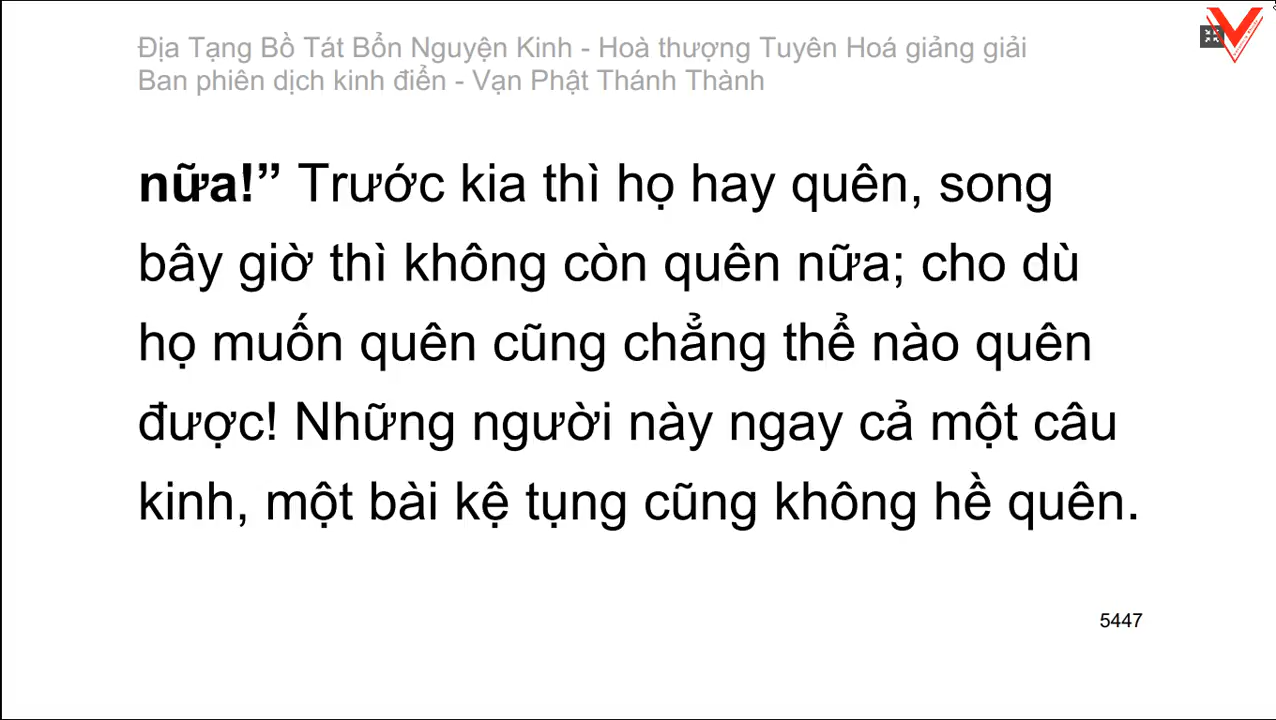 Địa Tạng Bồ Tát Bổn Nguyện Kinh - Hoà thượng Tuyên Hoá giảng giải
Ban phiên dịch kinh điển - Vạn Phật Thánh Thành
nữa!” Trước kia thì họ hay quên, song
bây giờ thì không còn quên nữa; cho dù
họ muốn quên cũng chẳng thể nào quên
được! Những người này ngay cả một câu
kinh, một bài kệ tụng cũng không hề quên.
5447